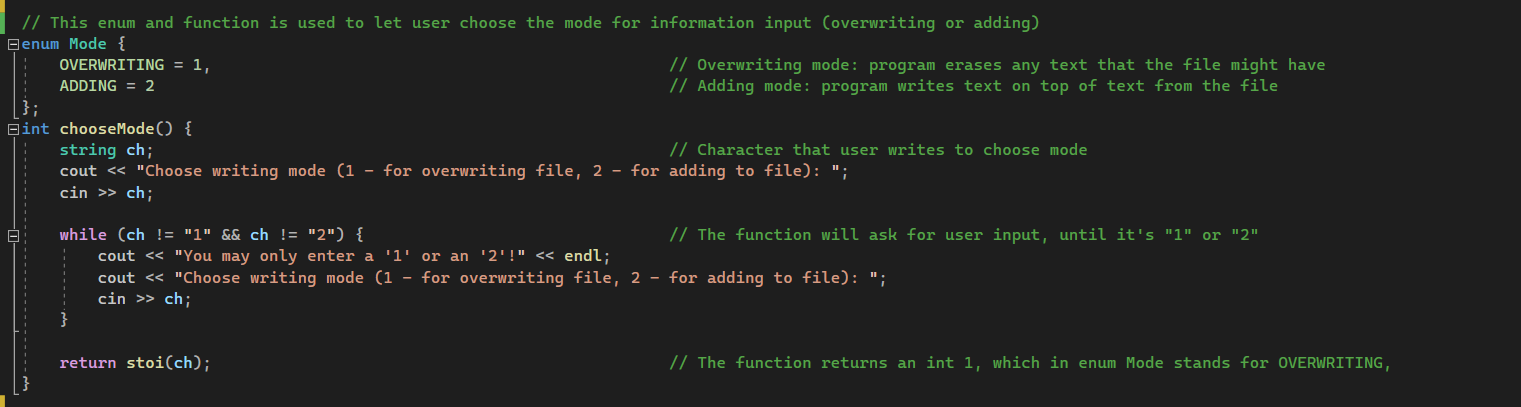 // This enum and function is used to let user choose the mode for information input (overwriting or adding)
enum Mode {
    OVERWRITING = 1,                                                // Overwriting mode: program erases any text that the file might have
    ADDING = 2                                                      // Adding mode: program writes text on top of text from the file
};
int chooseMode() {
    string ch;                                                      // Character that user writes to choose mode
    cout << "Choose writing mode (1 - for overwriting file, 2 - for adding to file): ";
    cin >> ch;

    while (ch != "1" && ch != "2") {                                // The function will ask for user input, until it's "1" or "2"
        cout << "You may only enter a '1' or an '2'!" << endl;
        cout << "Choose writing mode (1 - for overwriting file, 2 - for adding to file): ";
        cin >> ch;
    }

    return stoi(ch);                                                // The function returns an int 1, which in enum Mode stands for OVERWRITING,
}